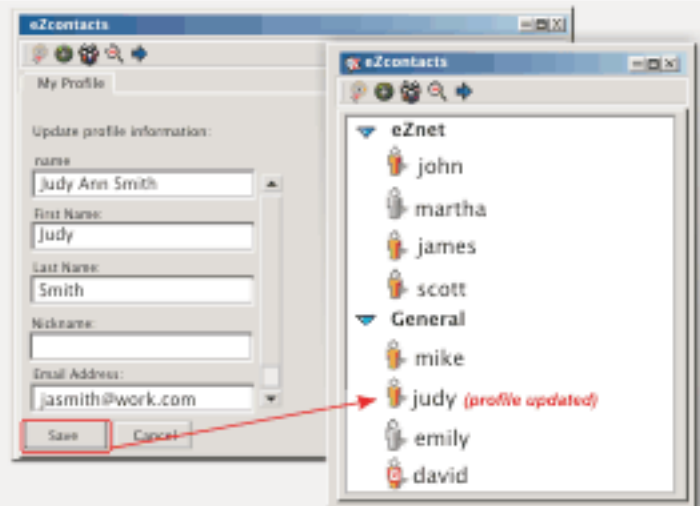 eZcontacts
My Profile
Update profile information:
name
Judy Ann Smith
First Name:
Judy
Last Name:
Smith
Nickname:
Email Address:
jasmith@work.com
Save Cancel
eZcontacts
eZnet
john
martha
james
scott
General
mike
judy (profile updated)
emily
david